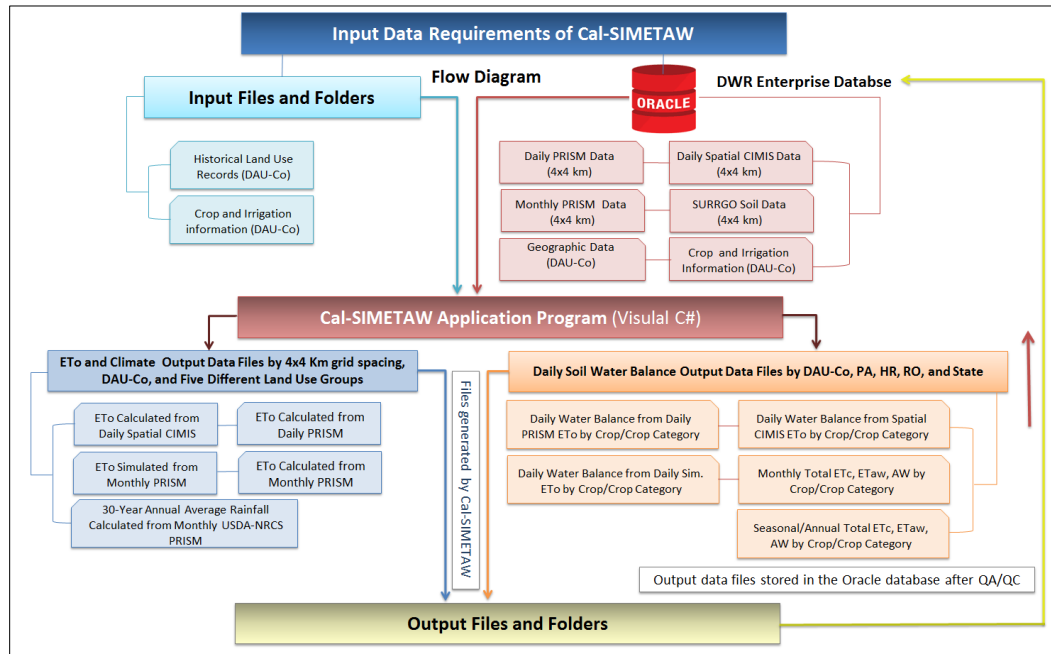 Input Data Requirements of Cal-SIMETAW
Flow Diagram
Input Files and Folders
ORACLE
DWR Enterprise Databse
Historical Land Use
Records (DAU-Co)
Crop and Irrigation
information (DAU-Co)
Daily PRISM Data
(4x4 km)
Daily Spatial CIMIS Data
(4x4 km)
Monthly PRISM Data
(4x4 km)
SURRGO Soil Data
(4x4 km)
Geographic Data
(DAU-Co)
Crop and Irrigation
Information (DAU-Co)
Cal-SIMETAW Application Program (Visulal C#)
ETo and Climate Output Data Files by 4x4 Km grid spacing,
DAU-Co, and Five Different Land Use Groups
Daily Soil Water Balance Output Data Files by DAU-Co, PA, HR, RO, and State
ETo Calculated from
Daily Spatial CIMIS
ETo Calculated from
Daily PRISM
ETo Simulated from
Monthly PRISM
ETo Calculated from
Monthly PRISM
30-Year Annual Average Rainfall
Calculated from Monthly USDA-NRCS
PRISM
Files generated by Cal-SIMETAW
Daily Water Balance from Daily
PRISM ETo by Crop/Crop Category
Daily Water Balance from Spatial
CIMIS ETo by Crop/Crop Category
Daily Water Balance from Daily Sim.
ETo by Crop/Crop Category
Monthly Total ETc, ETaw, AW by
Crop/Crop Category
Seasonal/Annual Total ETc, ETaw,
AW by Crop/Crop Category
Output data files stored in the Oracle database after QA/QC
Output Files and Folders